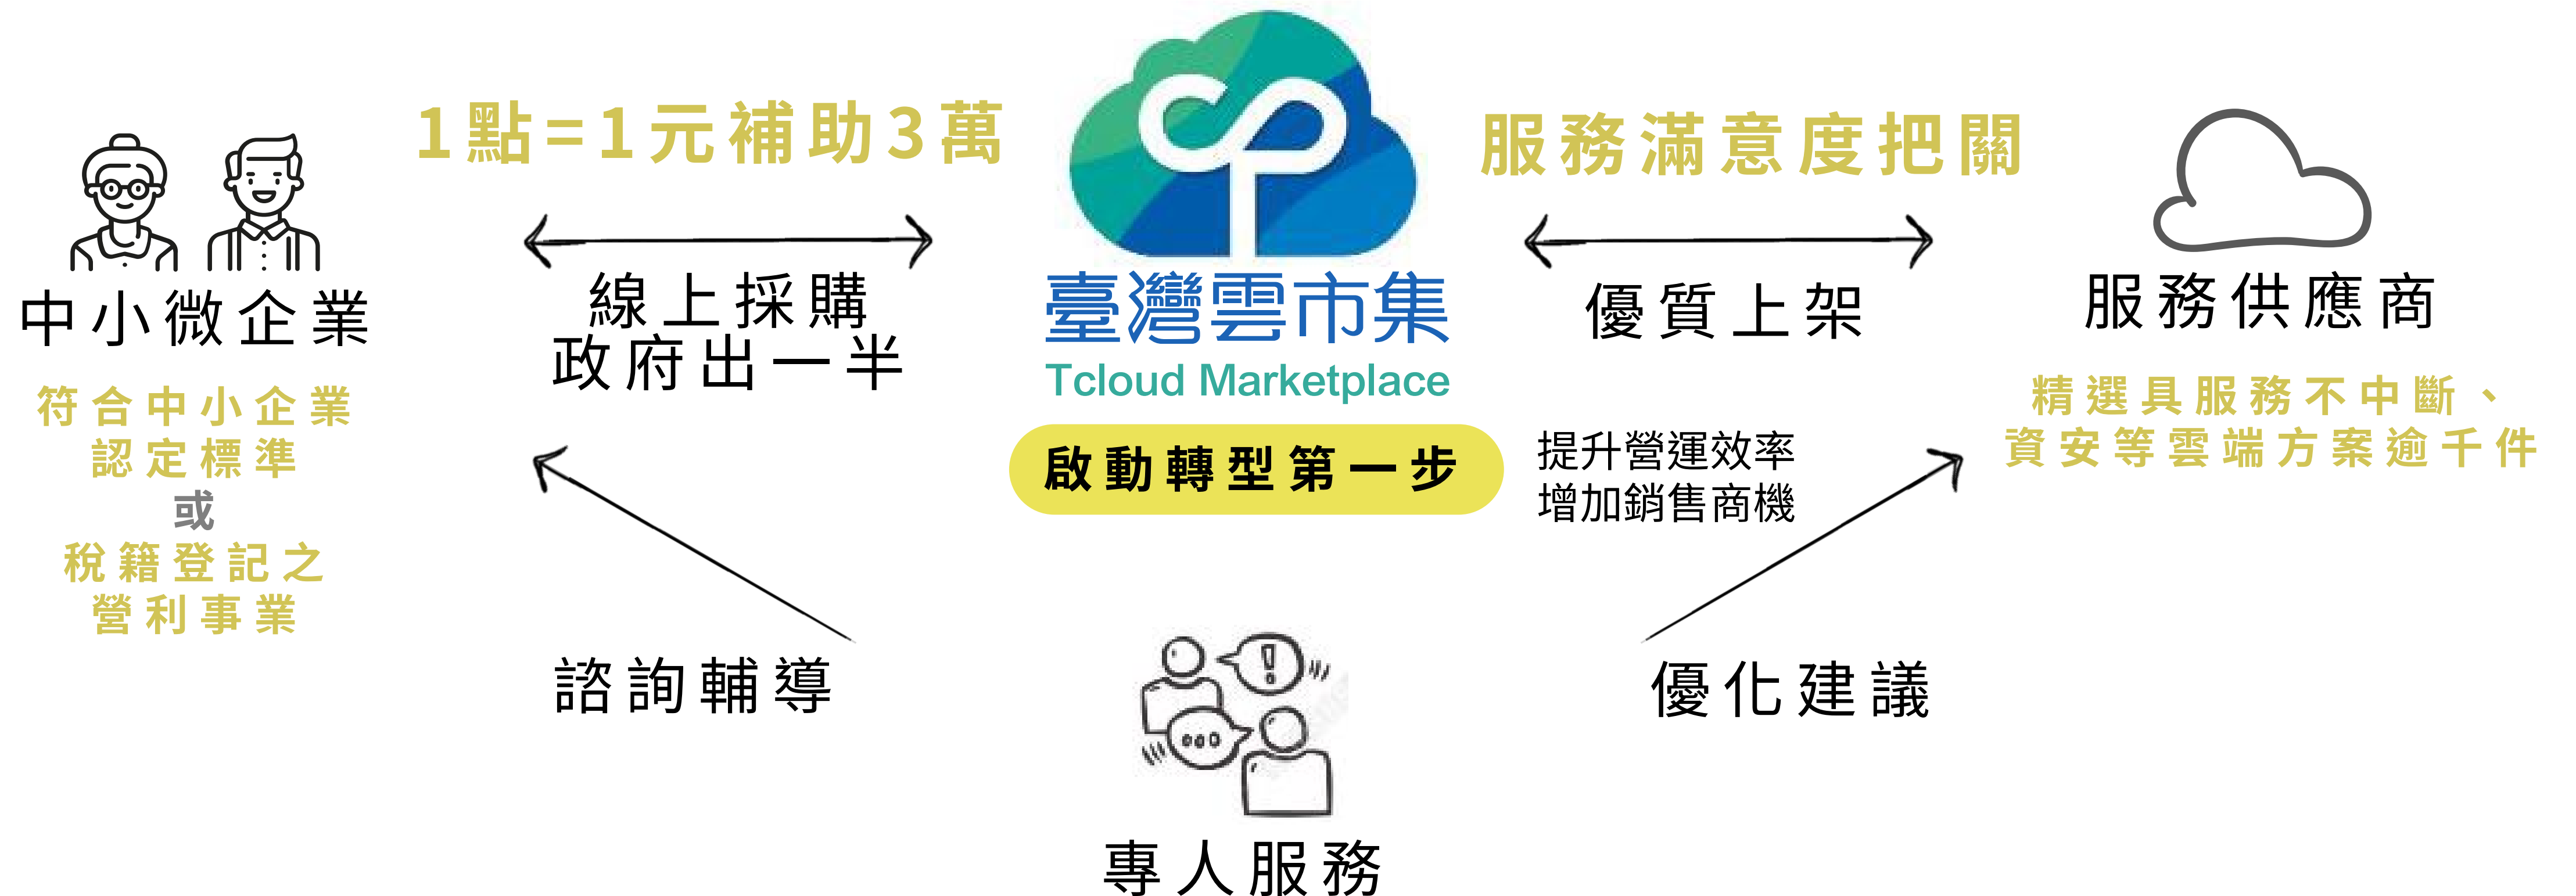 1點=1元補助3萬
服務滿意度把關
中小微企業
線上採購
政府出一半
臺灣雲市集
Tcloud Marketplace
優質上架
服務供應商
符合中小企業
認定標準
或
稅籍登記之
營利事業
啟動轉型第一步
提升營運效率
增加銷售商機
精選具服務不中斷、
資安等雲端方案逾千件
諮詢輔導
優化建議
專人服務